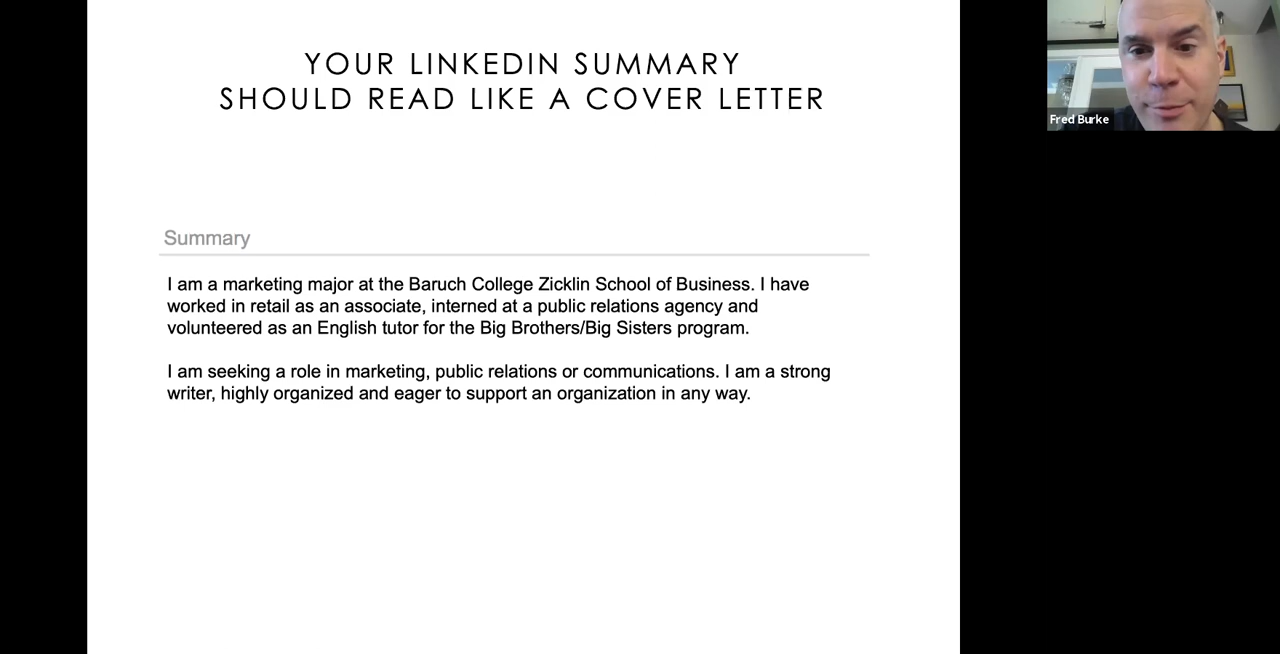 YOUR LINKEDIN SUMMARY
SHOULD READ LIKE A COVER LETTER
Fred Burke
Summary
I am a marketing major at the Baruch College Zicklin School of Business. I have
worked in retail as an associate, interned at a public relations agency and
volunteered as an English tutor for the Big Brothers/Big Sisters program.
I am seeking a role in marketing, public relations or communications. I am a strong
writer, highly organized and eager to support an organization in any way.